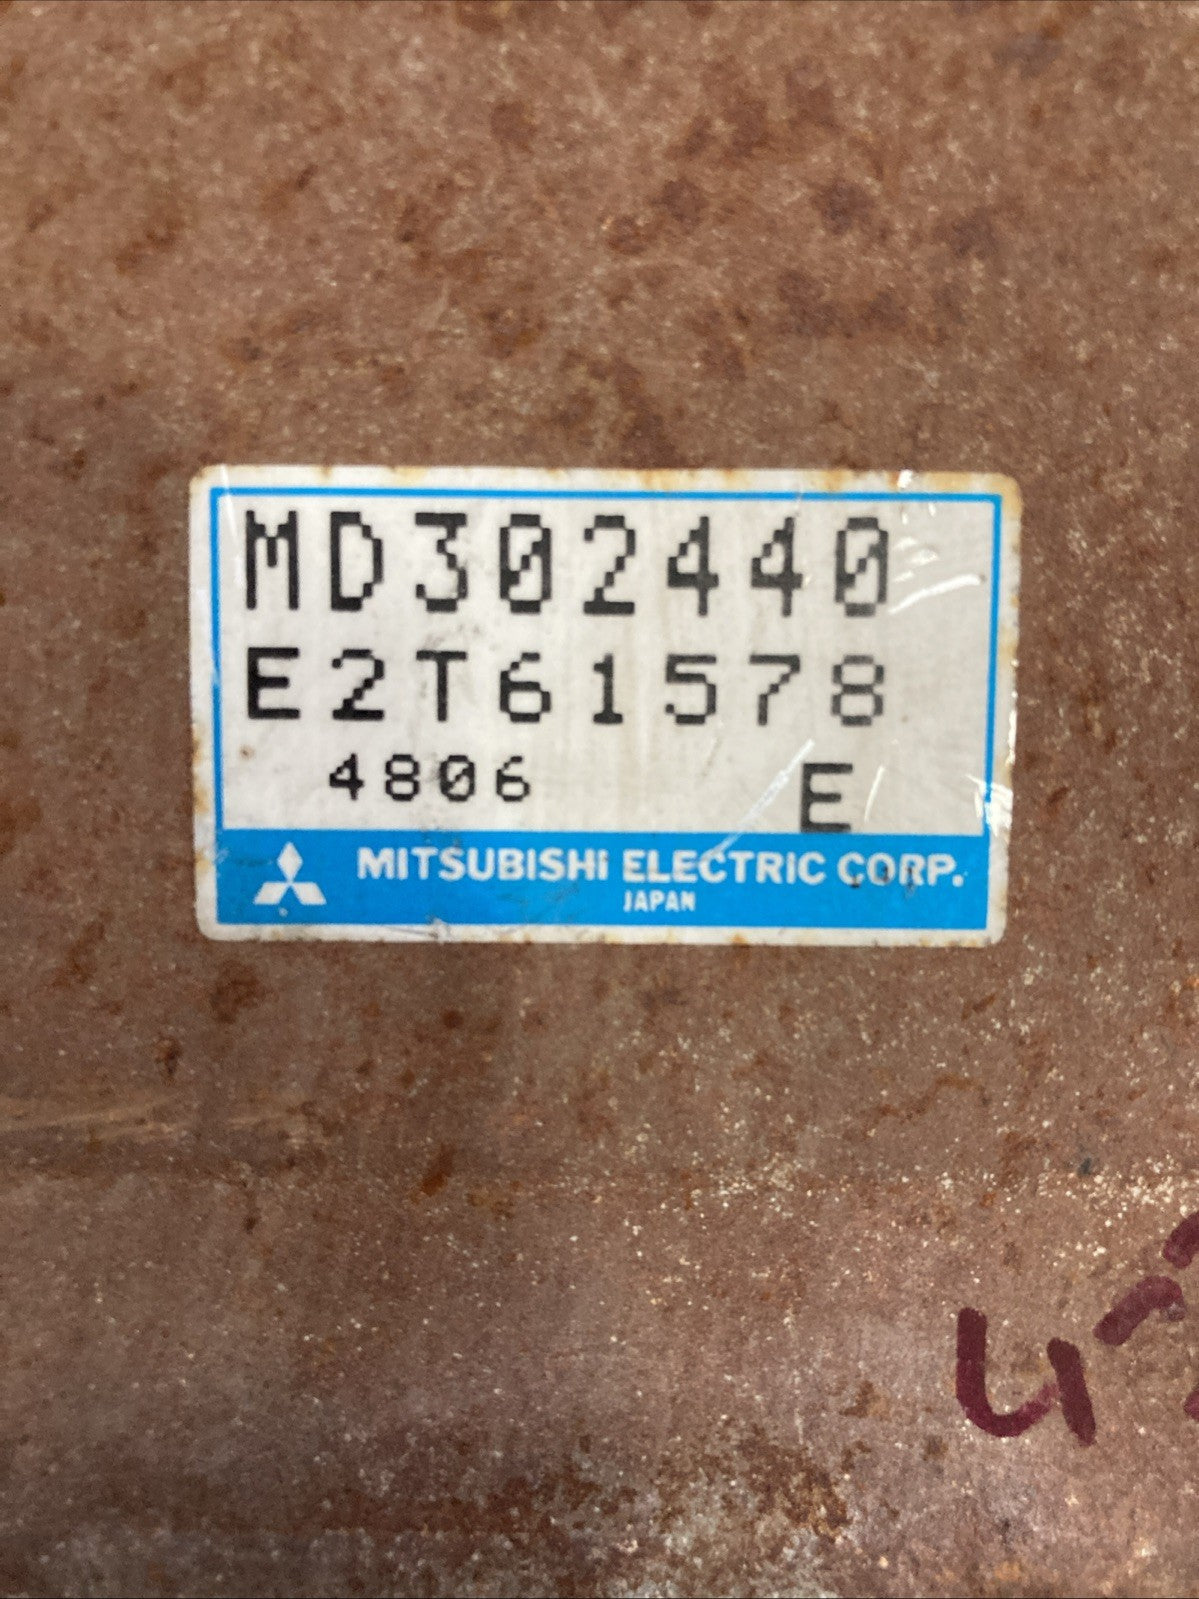 MD302440
E2T61578
4806 E
MITSUBISHI ELECTRIC CORP.
JAPAN